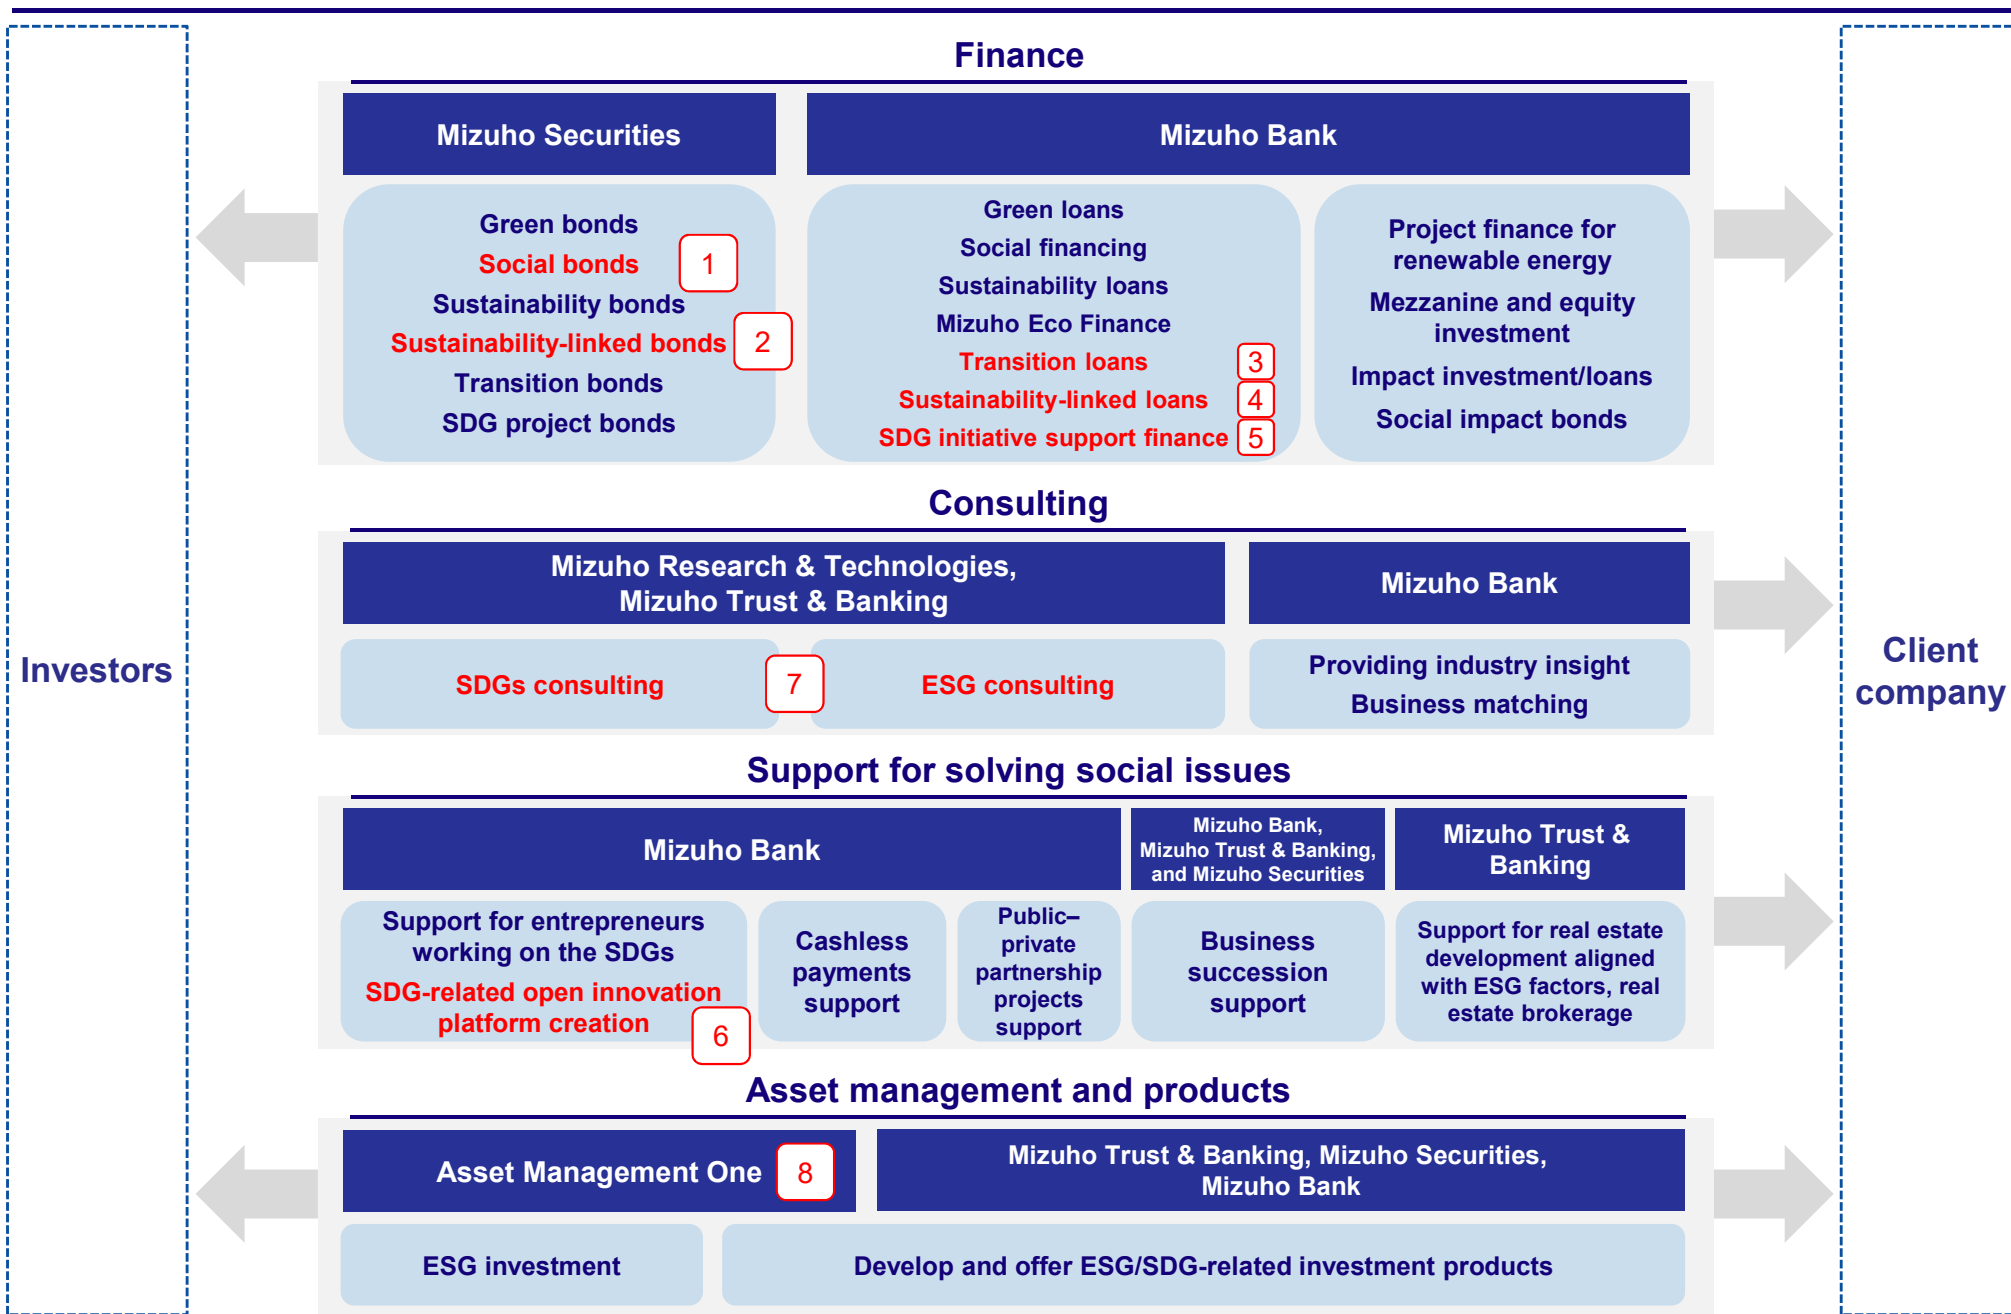 Investors
Finance
Mizuho Securities
Green bonds
Social bonds
1
Sustainability bonds
Sustainability-linked bonds
2
Transition bonds
SDG project bonds
Mizuho Bank
Green loans
Social financing
Sustainability loans
Mizuho Eco Finance
Transition loans
3
Sustainability-linked loans
4
SDG initiative support finance
5
Project finance for
renewable energy
Mezzanine and equity
investment
Impact investment/loans
Social impact bonds
Consulting
Mizuho Research & Technologies,
Mizuho Trust & Banking
SDGs consulting
7
ESG consulting
Mizuho Bank
Providing industry insight
Business matching
Support for solving social issues
Mizuho Bank
Support for entrepreneurs
working on the SDGs
SDG-related open innovation
platform creation
6
Cashless
payments
support
Public–
private
partnership
projects
support
Mizuho Bank,
Mizuho Trust & Banking,
and Mizuho Securities
Business
succession
support
Mizuho Trust &
Banking
Support for real estate
development aligned
with ESG factors, real
estate brokerage
Asset management and products
Asset Management One
8
Mizuho Trust & Banking, Mizuho Securities,
Mizuho Bank
ESG investment
Develop and offer ESG/SDG-related investment products
Client
company